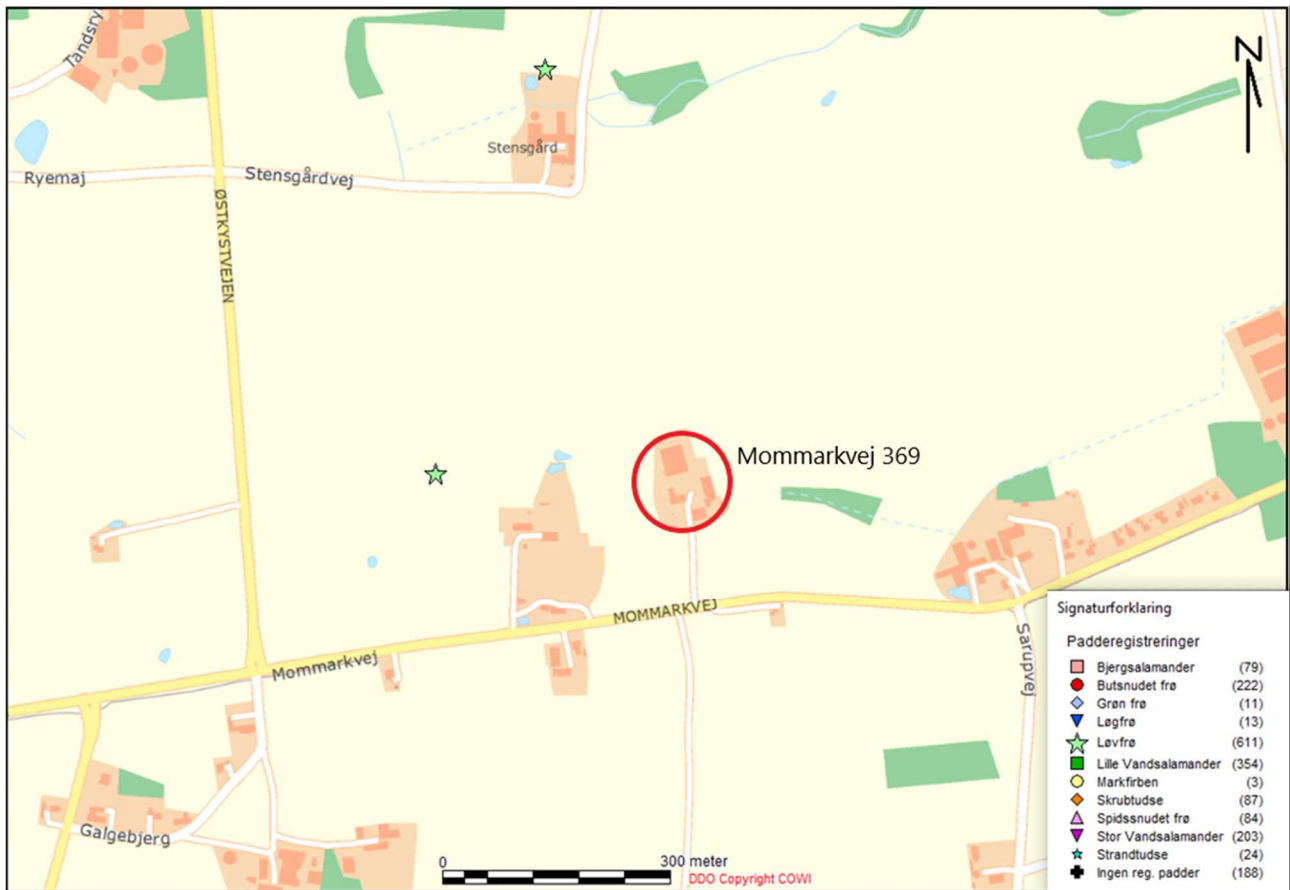 Tandsry
N
Stensgård
Ryemaj
Stensgårdvej
ØSTKYSTVEJEN
Mommarkvej 369
MOMMARKVEJ
Mommarkvej
Sarupvej
Galgebjerg
0
300 meter
DDO Copyright COWI
Signaturforklaring
Padderegistreringer
Bjergsalamander (79)
Butsnudet frø (222)
Grøn frø (11)
Løgfrø (13)
Løvfrø (611)
Lille Vandsalamander (354)
Markfirben (3)
Skrubtudse (87)
Spidssnudet frø (84)
Stor Vandsalamander (203)
Strandtudse (24)
Ingen reg. padder (188)